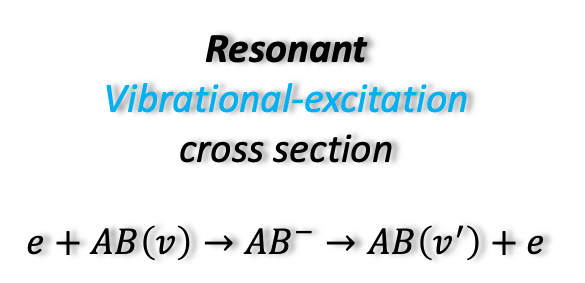 Resonant
Vibrational-excitation
cross section
e + AB(v) → AB⁻ → AB(v′) + e